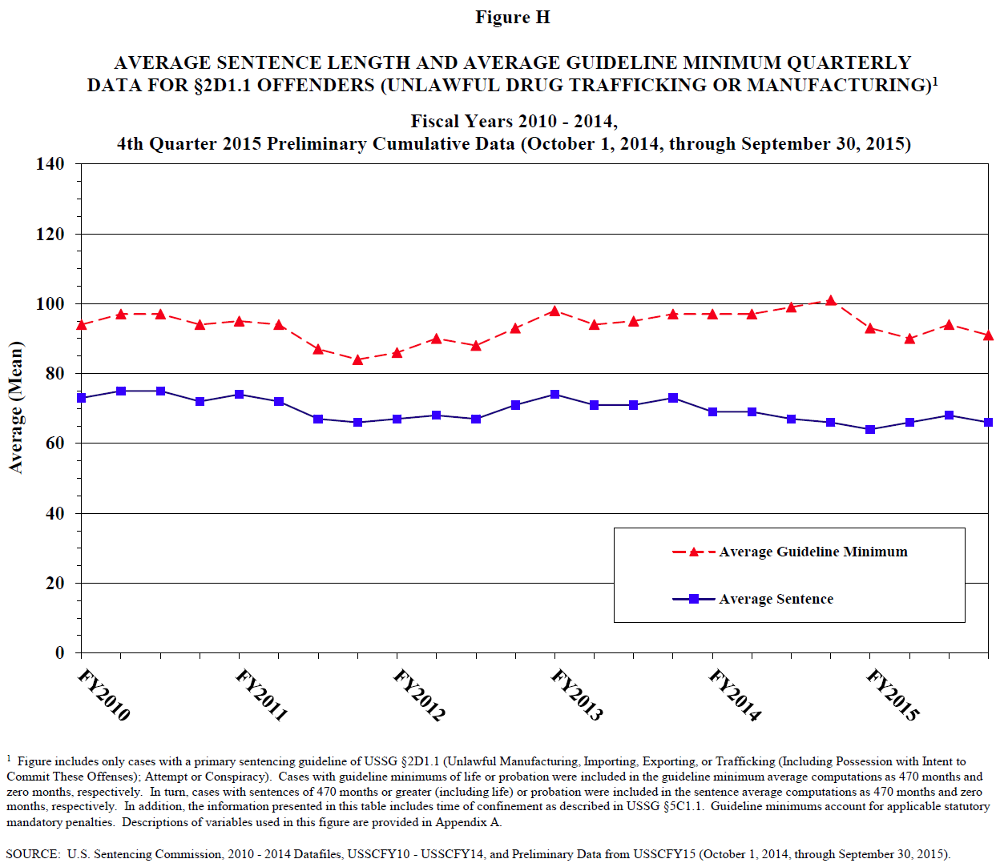 Figure H
AVERAGE SENTENCE LENGTH AND AVERAGE GUIDELINE MINIMUM QUARTERLY
DATA FOR §2D1.1 OFFENDERS (UNLAWFUL DRUG TRAFFICKING OR MANUFACTURING)¹
Fiscal Years 2010 - 2014,
4th Quarter 2015 Preliminary Cumulative Data (October 1, 2014, through September 30, 2015)
140
120
100
80
60
40
20
0
Average (Mean)
Average Guideline Minimum
Average Sentence
FY2010
FY2011
FY2012
FY2013
FY2014
FY2015
¹ Figure includes only cases with a primary sentencing guideline of USSG §2D1.1 (Unlawful Manufacturing, Importing, Exporting, or Trafficking (Including Possession with Intent to
Commit These Offenses); Attempt or Conspiracy). Cases with guideline minimums of life or probation were included in the guideline minimum average computations as 470 months and
zero months, respectively. In turn, cases with sentences of 470 months or greater (including life) or probation were included in the sentence average computations as 470 months and zero
months, respectively. In addition, the information presented in this table includes time of confinement as described in USSG §5C1.1. Guideline minimums account for applicable statutory
mandatory penalties. Descriptions of variables used in this figure are provided in Appendix A.
SOURCE: U.S. Sentencing Commission, 2010 - 2014 Datafiles, USSCFY10 - USSCFY14, and Preliminary Data from USSCFY15 (October 1, 2014, through September 30, 2015).